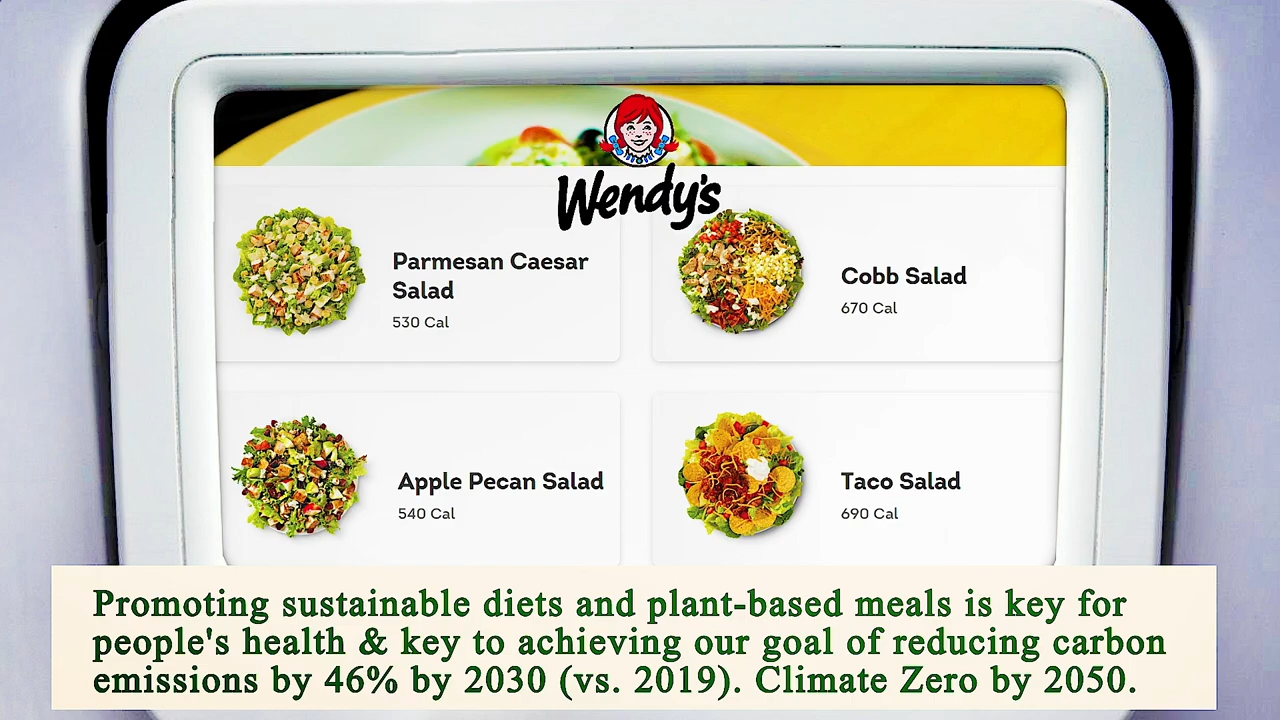 Wendy's
Parmesan Caesar
Salad
530 Cal
Cobb Salad
670 Cal
Apple Pecan Salad
540 Cal
Taco Salad
690 Cal
Promoting sustainable diets and plant-based meals is key for
people's health & key to achieving our goal of reducing carbon
emissions by 46% by 2030 (vs. 2019). Climate Zero by 2050.